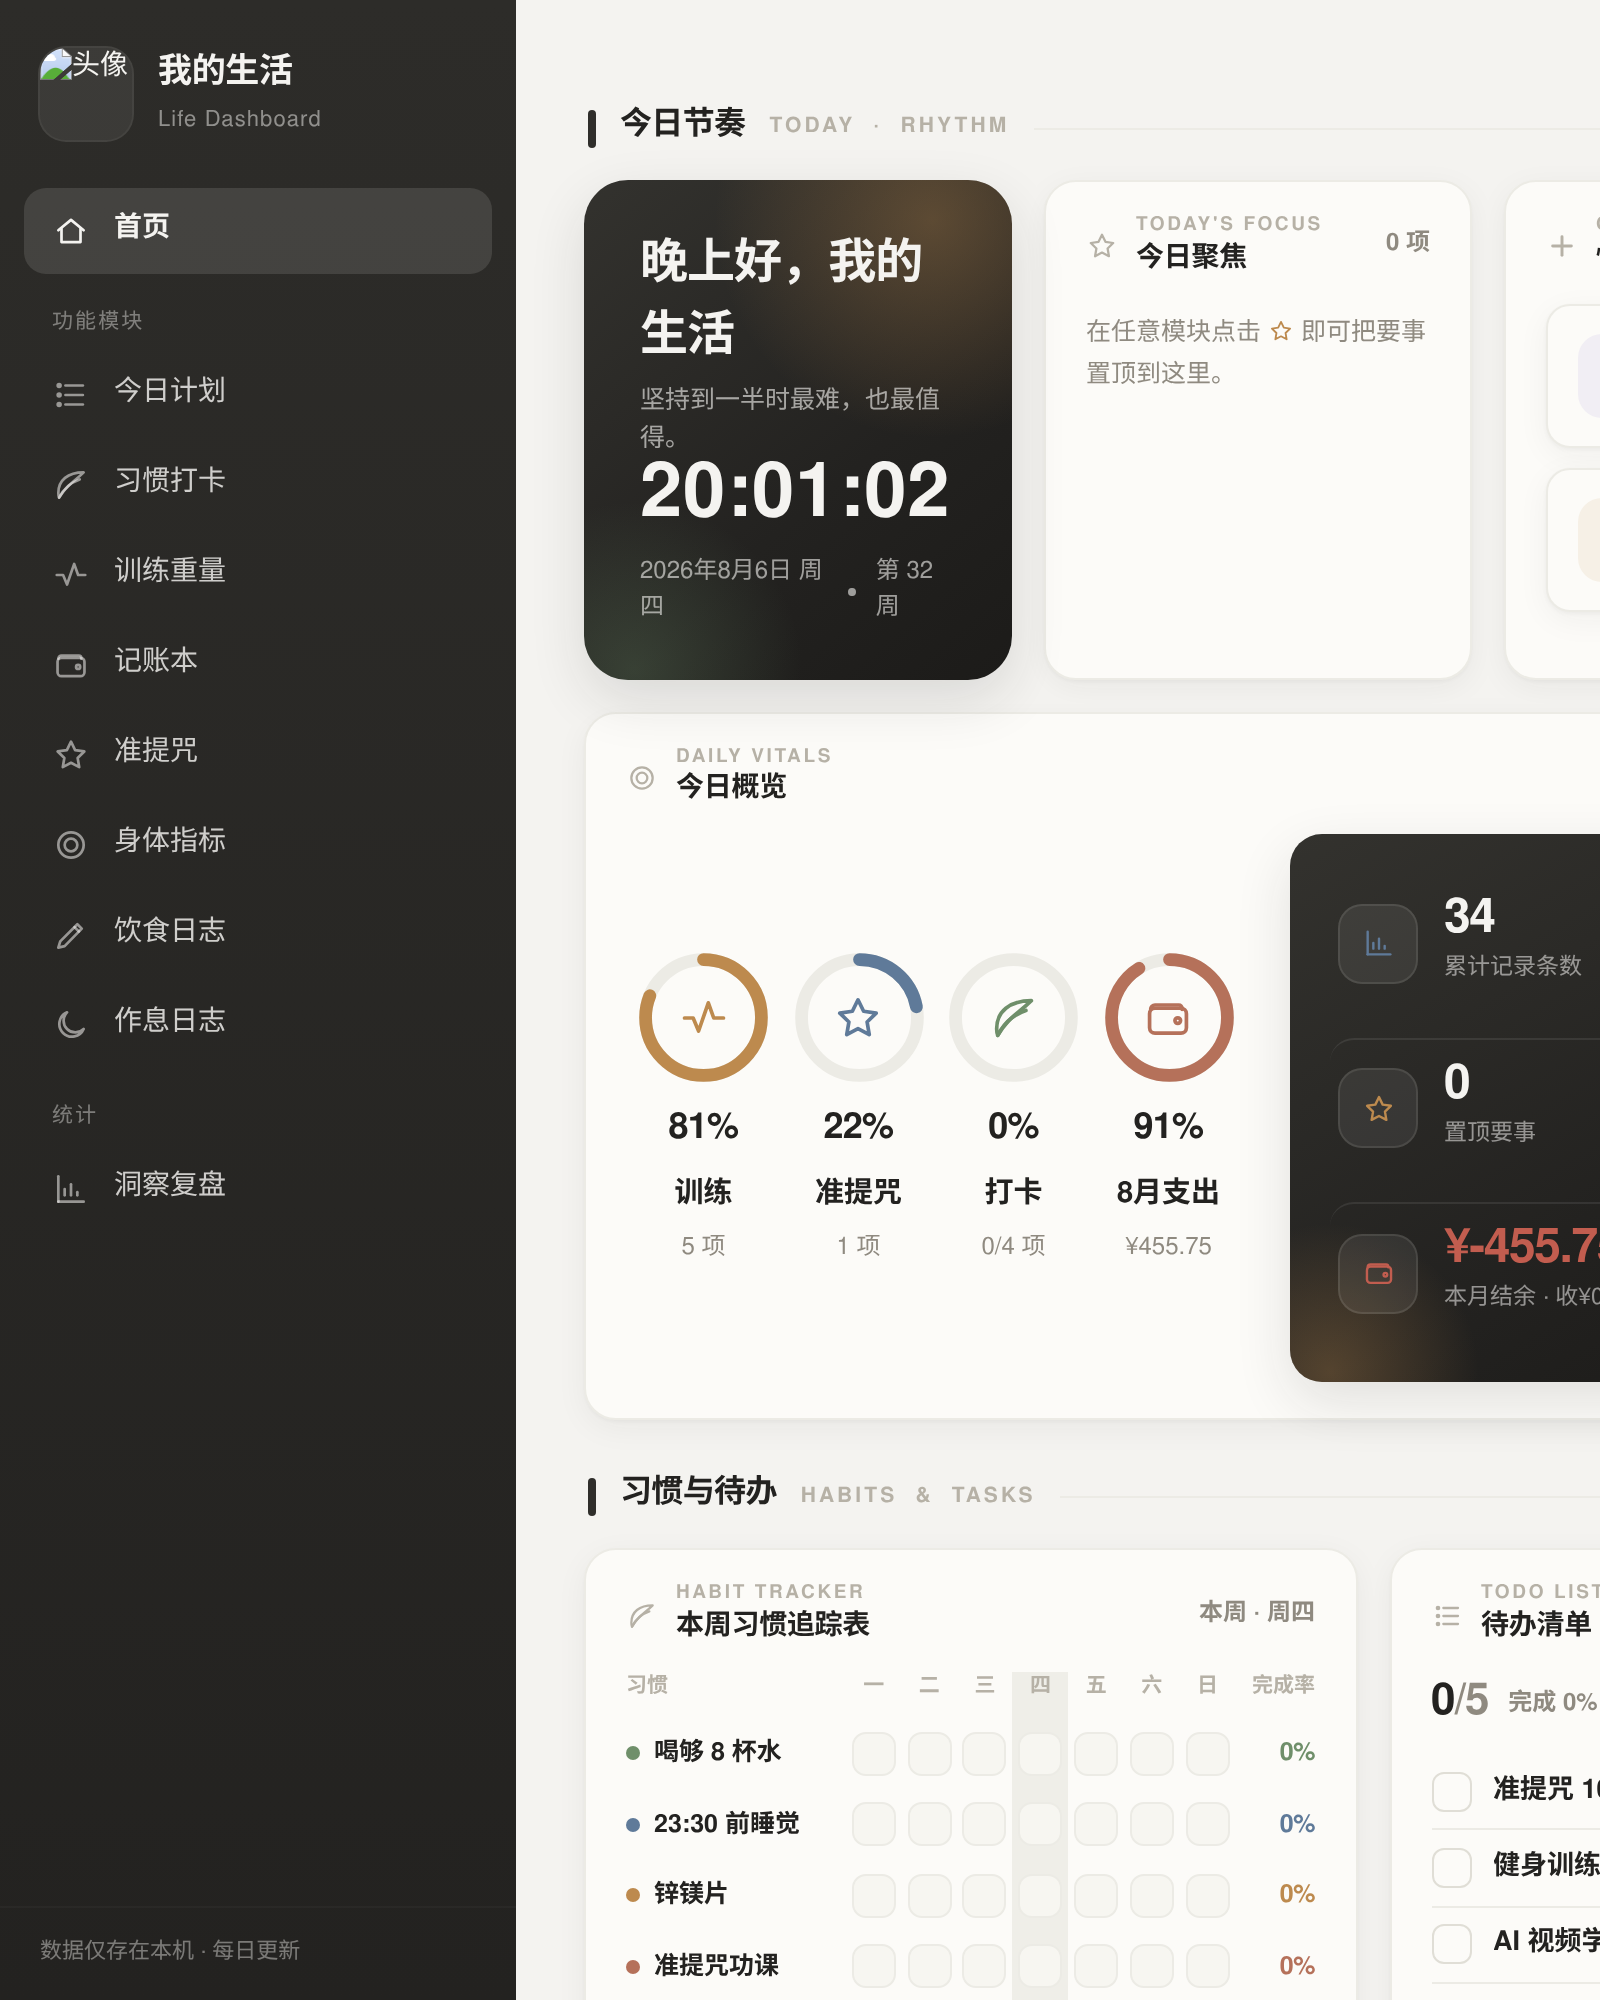 头像
我的生活
Life Dashboard
首页
功能模块
今日计划
习惯打卡
训练重量
记账本
准提咒
身体指标
饮食日志
作息日志
统计
洞察复盘
数据仅存在本机 · 每日更新
今日节奏 TODAY · RHYTHM
晚上好，我的
生活
坚持到一半时最难，也最值
得。
20:01:02
2026年8月6日 周
四
第 32
周
TODAY'S FOCUS
今日聚焦
0 项
在任意模块点击 ☆ 即可把要事
置顶到这里。
DAILY VITALS
今日概览
81%
训练
5 项
22%
准提咒
1 项
0%
打卡
0/4 项
91%
8月支出
¥455.75
34
累计记录条数
0
置顶要事
¥-455.7
本月结余 · 收¥0
习惯与待办 HABITS & TASKS
HABIT TRACKER
本周习惯追踪表
本周 · 周四
习惯 一 二 三 四 五 六 日 完成率
喝够 8 杯水 0%
23:30 前睡觉 0%
锌镁片 0%
准提咒功课 0%
TODO LIST
待办清单
0/5 完成 0%
准提咒 10
健身训练
AI 视频学